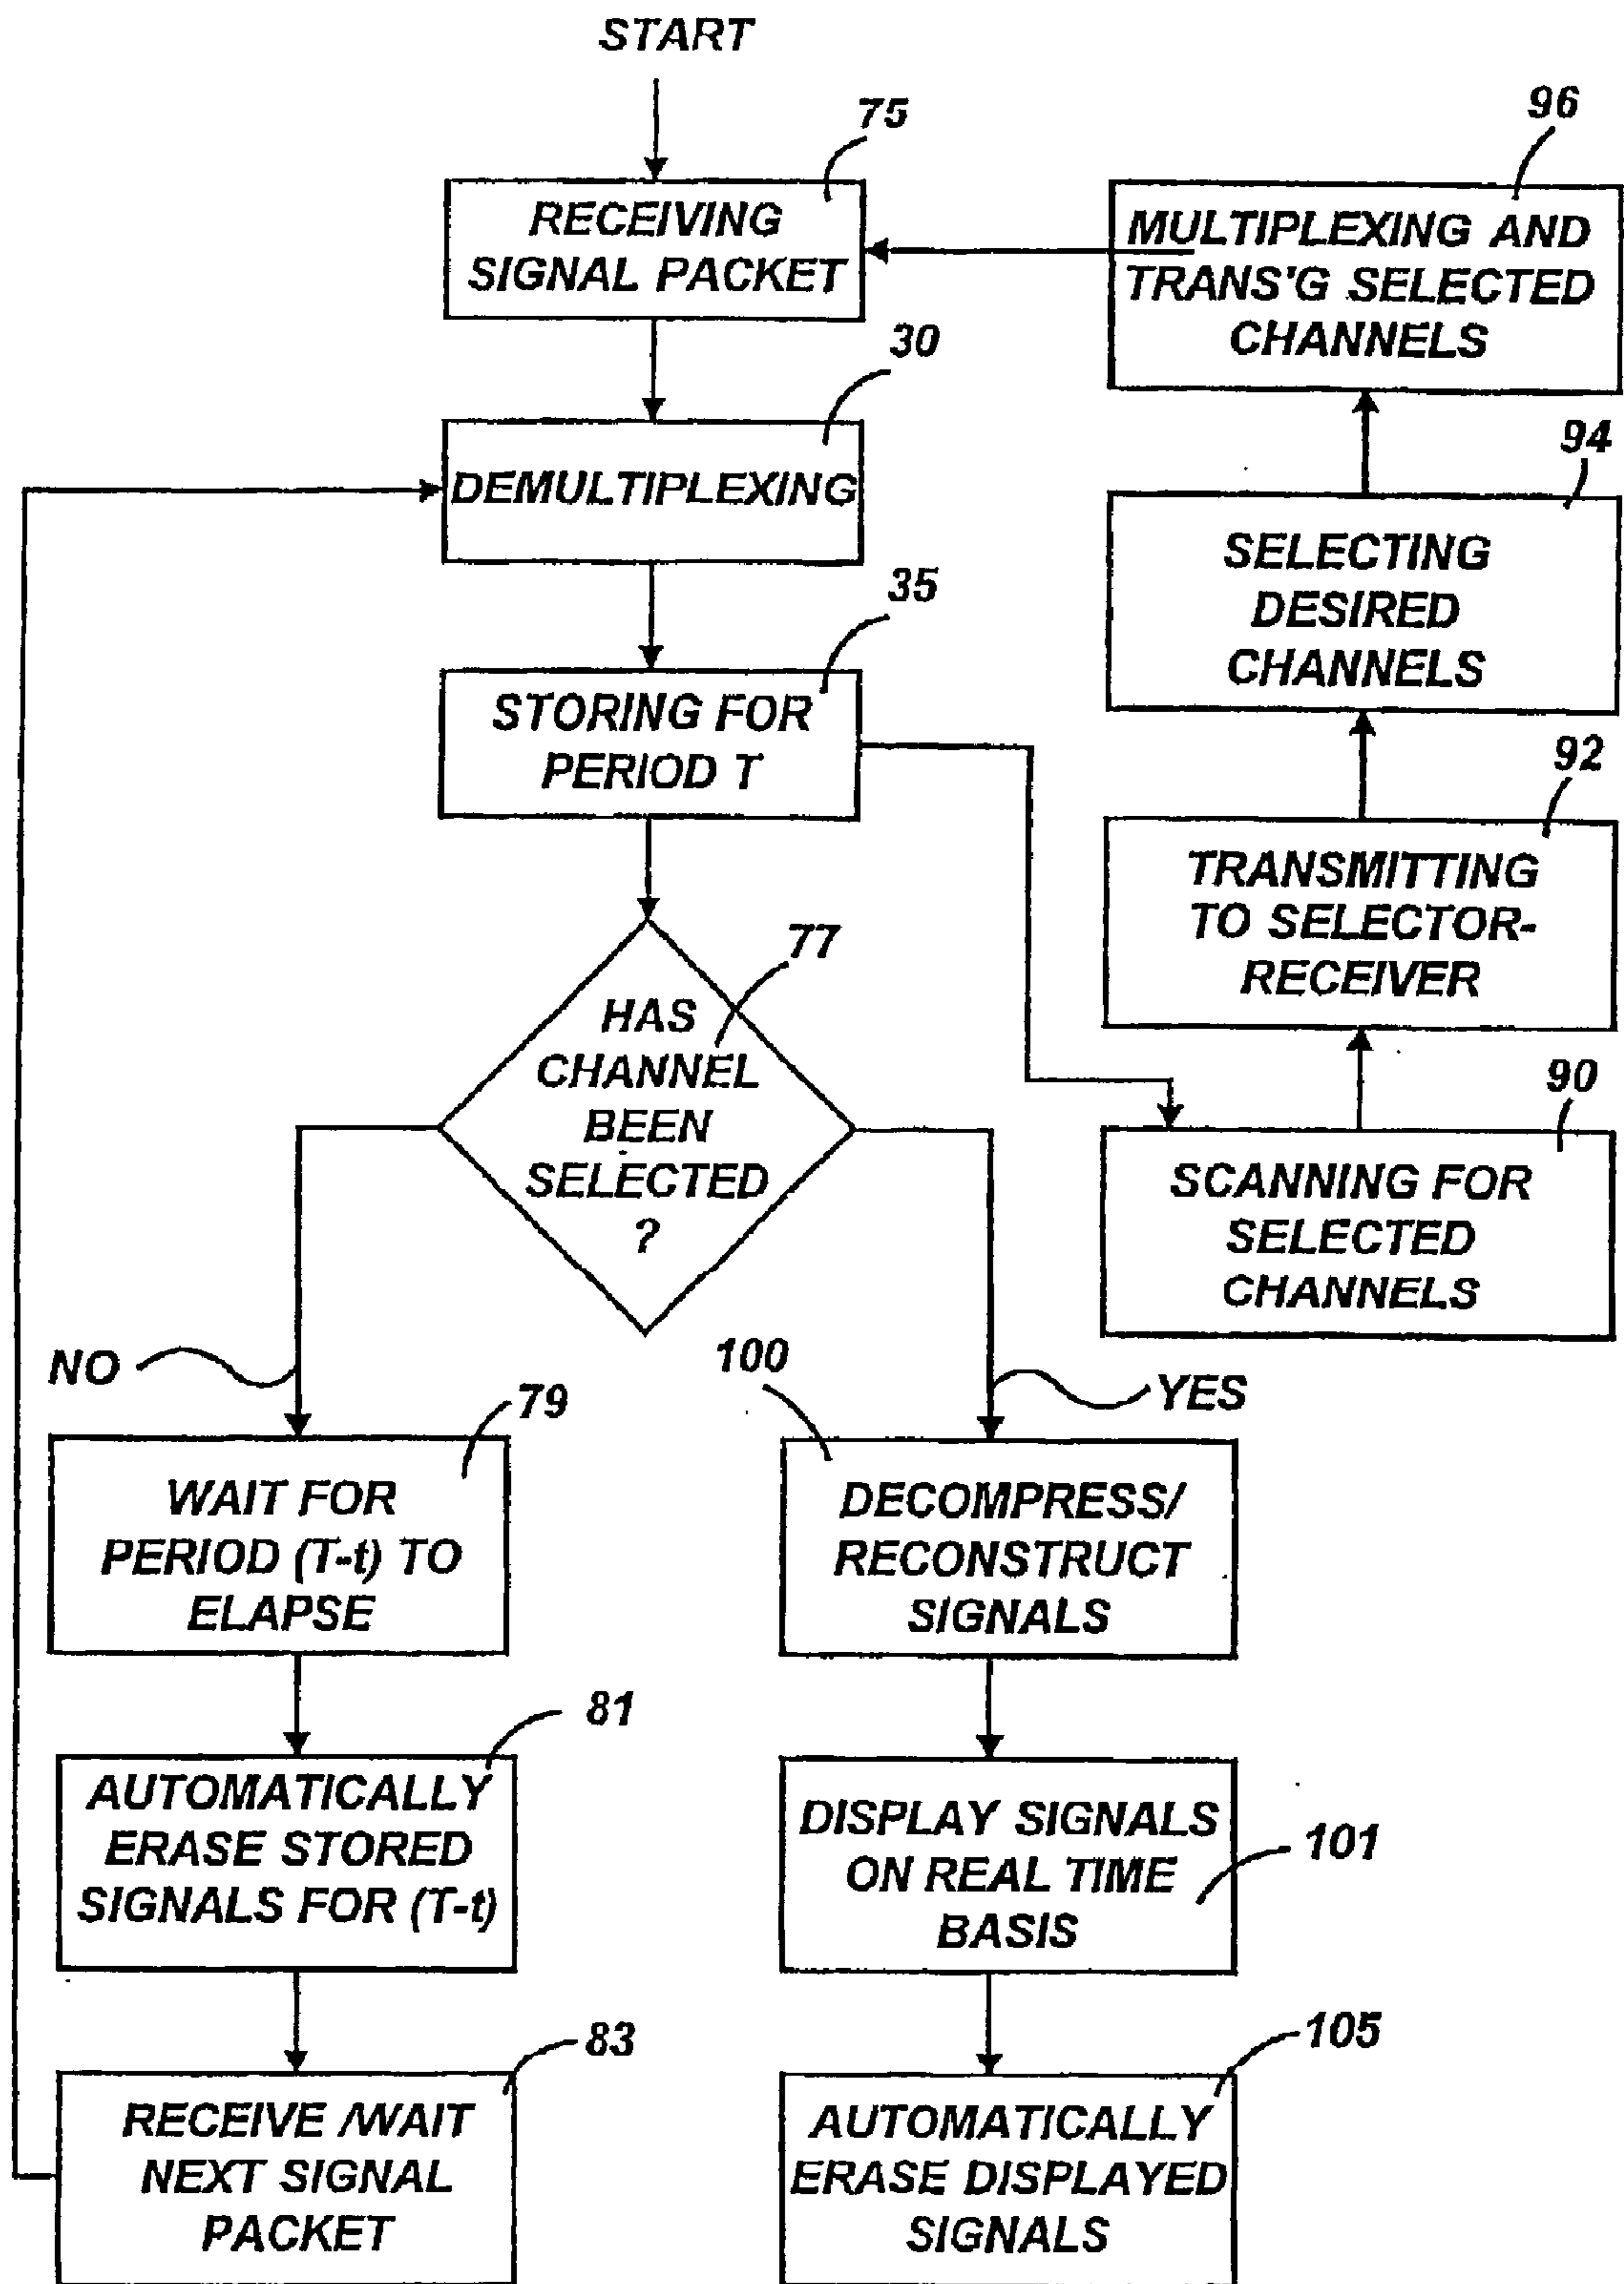 START
75
RECEIVING
SIGNAL PACKET
96
MULTIPLEXING AND
TRANS'G SELECTED
CHANNELS
30
DEMULTIPLEXING
94
SELECTING
DESIRED
CHANNELS
35
STORING FOR
PERIOD T
92
TRANSMITTING
TO SELECTOR-
RECEIVER
77
HAS
CHANNEL
BEEN
SELECTED
?
90
SCANNING FOR
SELECTED
CHANNELS
NO
YES
79
WAIT FOR
PERIOD (T-t) TO
ELAPSE
100
DECOMPRESS/
RECONSTRUCT
SIGNALS
81
AUTOMATICALLY
ERASE STORED
SIGNALS FOR (T-t)
101
DISPLAY SIGNALS
ON REAL TIME
BASIS
83
RECEIVE /WAIT
NEXT SIGNAL
PACKET
105
AUTOMATICALLY
ERASE DISPLAYED
SIGNALS